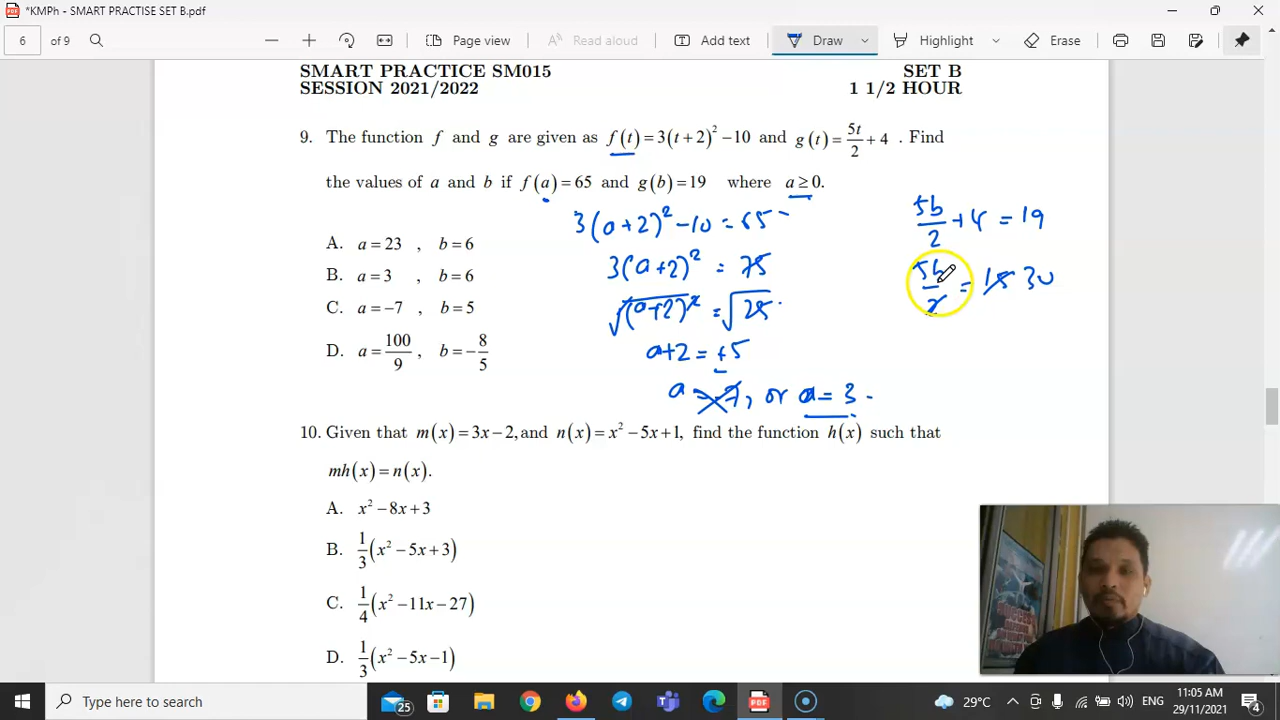 *KMPh - SMART PRACTISE SET B.pdf
6 of 9 Page view Read aloud Add text Draw Highlight Erase
SMART PRACTICE SM015 SET B
SESSION 2021/2022 1 1/2 HOUR
9. The function f and g are given as f(t)=3(t+2)²−10 and g(t)=5t/2+4 . Find
the values of a and b if f(a)=65 and g(b)=19 where a≥0.
A. a=23 , b=6
B. a=3 , b=6
C. a=−7 , b=5
D. a=100/9 , b=−8/5
3(a+2)²−10=65
3(a+2)² = 75
√(a+2)² = √25
a+2 = ±5
a = -7, or a = 3
5b/2 + 4 = 19
5b/2 = 15 30
10. Given that m(x)=3x−2, and n(x)=x²−5x+1, find the function h(x) such that
mh(x)=n(x).
A. x²−8x+3
B. 1/3(x²−5x+3)
C. 1/4(x²−11x−27)
D. 1/3(x²−5x−1)
Type here to search
25
29°C
ENG
11:05 AM
29/11/2021
4